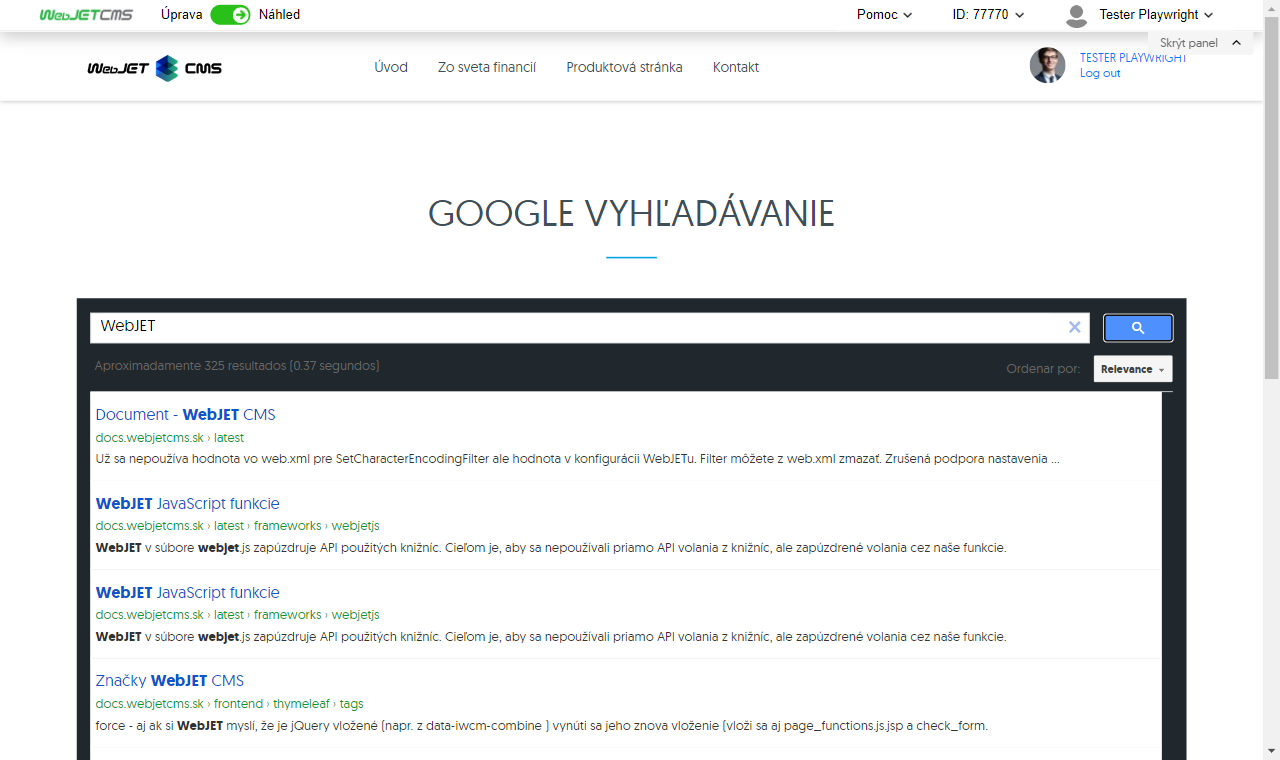 WebJETCMS Úprava Náhled Pomoc ID: 77770 Tester Playwright
Skrýt panel
WebJET CMS Úvod Zo sveta financií Produktová stránka Kontakt TESTER PLAYWRIGHT
Log out
GOOGLE VYHĽADÁVANIE
WebJET
Aproximadamente 325 resultados (0.37 segundos) Ordenar por: Relevance
Document - WebJET CMS
docs.webjetcms.sk › latest
Už sa nepoužíva hodnota vo web.xml pre SetCharacterEncodingFilter ale hodnota v konfigurácii WebJETu. Filter môžete z web.xml zmazať. Zrušená podpora nastavenia ...
WebJET JavaScript funkcie
docs.webjetcms.sk › latest › frameworks › webjetjs
WebJET v súbore webjet.js zapúzdruje API použitých knižníc. Cieľom je, aby sa nepoužívali priamo API volania z knižníc, ale zapúzdrené volania cez naše funkcie.
WebJET JavaScript funkcie
docs.webjetcms.sk › latest › frameworks › webjetjs
WebJET v súbore webjet.js zapúzdruje API použitých knižníc. Cieľom je, aby sa nepoužívali priamo API volania z knižníc, ale zapúzdrené volania cez naše funkcie.
Značky WebJET CMS
docs.webjetcms.sk › frontend › thymeleaf › tags
force - aj ak si WebJET myslí, že je jQuery vložené (napr. z data-iwcm-combine ) vynúti sa jeho znova vloženie (vloži sa aj page_functions.js.jsp a check_form.